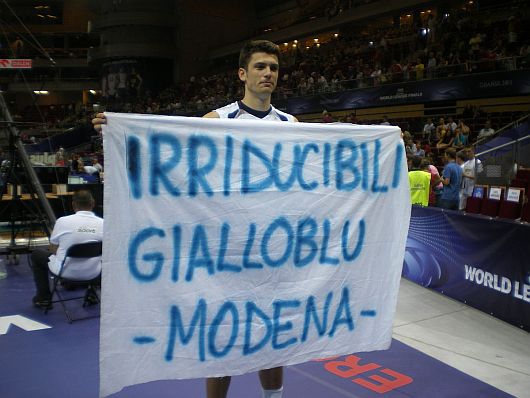 IRRIDUCIBILI
GIALLOBLU
-MODENA-
WORLD LE